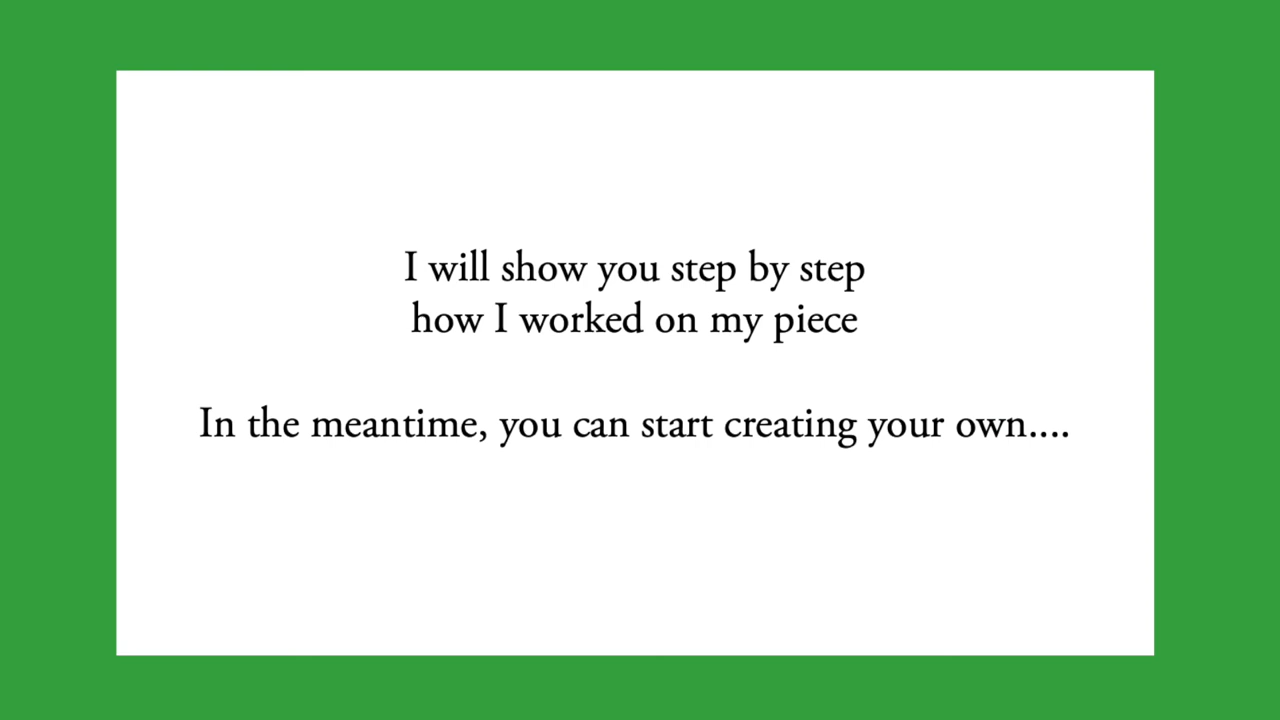 I will show you step by step
how I worked on my piece
In the meantime, you can start creating your own....